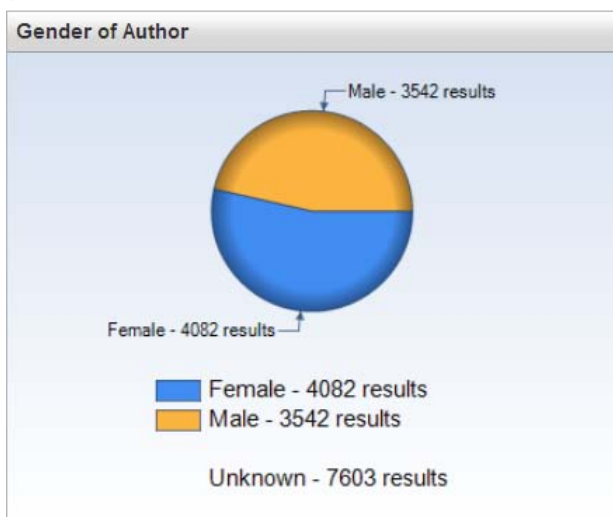 Gender of Author
Male - 3542 results
Female - 4082 results
Female - 4082 results
Male - 3542 results
Unknown - 7603 results